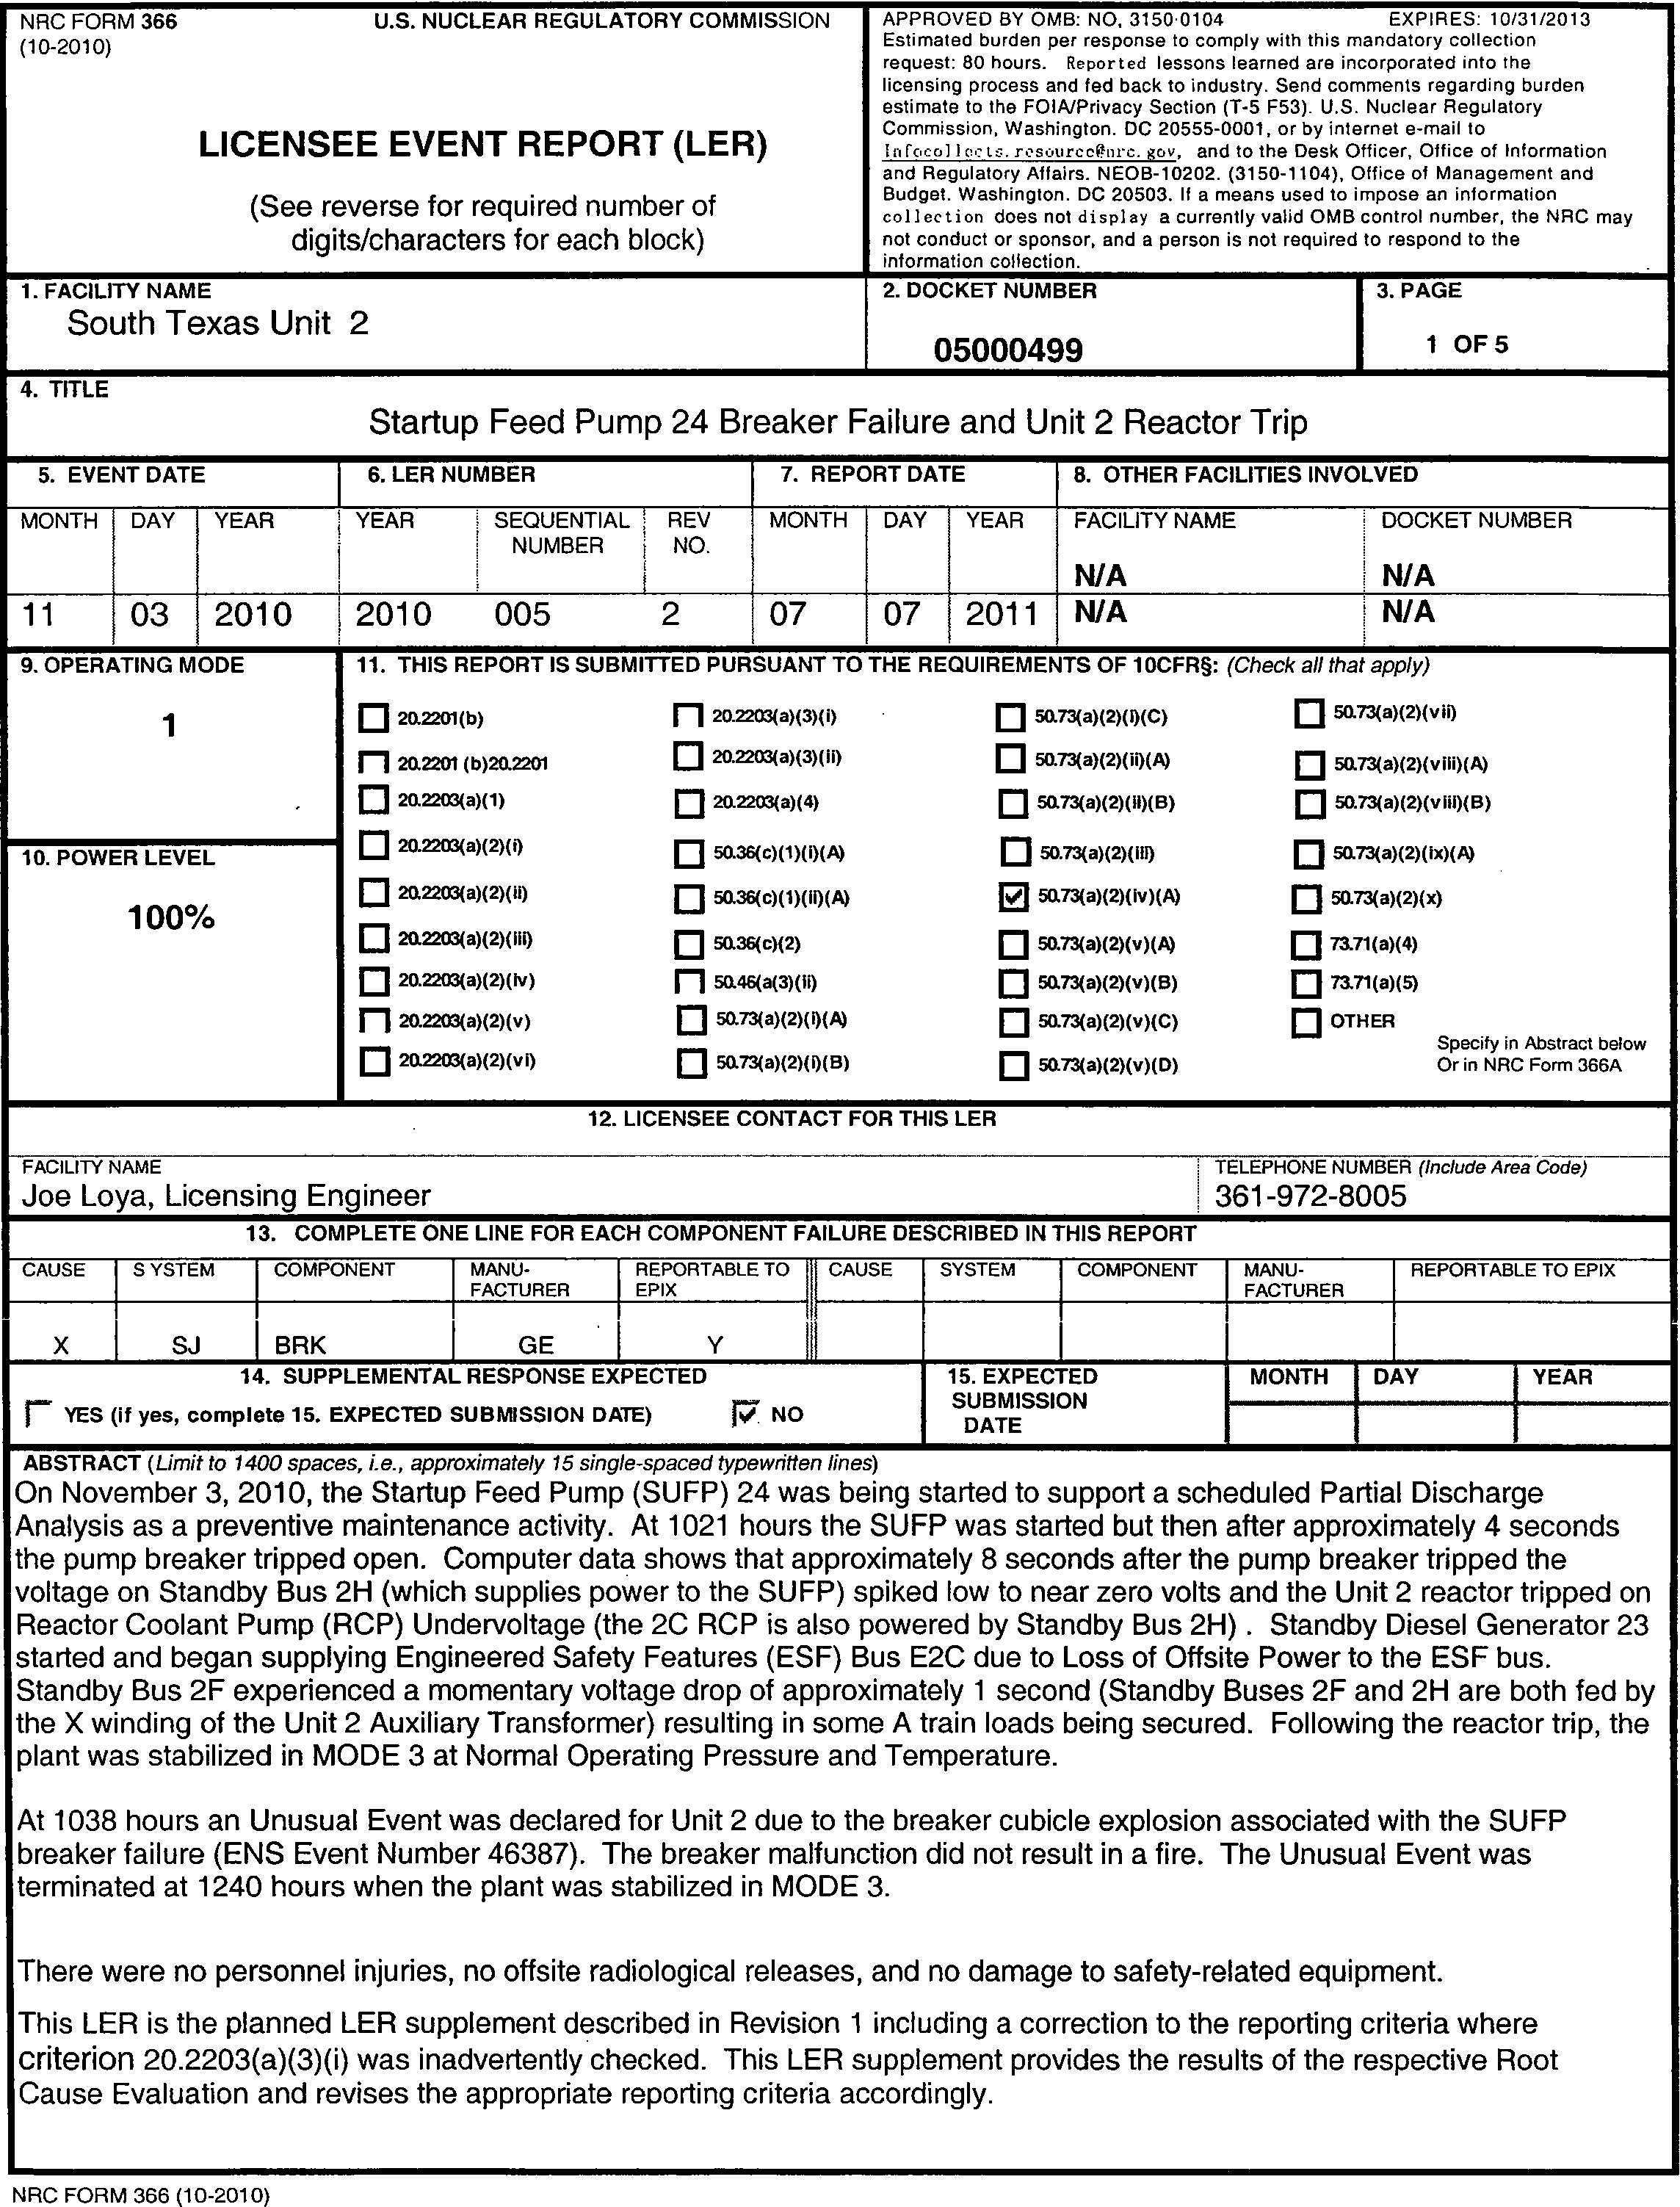 NRC FORM 366 U.S. NUCLEAR REGULATORY COMMISSION
(10-2010)
LICENSEE EVENT REPORT (LER)
(See reverse for required number of
digits/characters for each block)
APPROVED BY OMB: NO, 3150-0104 EXPIRES: 10/31/2013
Estimated burden per response to comply with this mandatory collection
request: 80 hours. Reported lessons learned are incorporated into the
licensing process and fed back to industry. Send comments regarding burden
estimate to the FOIA/Privacy Section (T-5 F53). U.S. Nuclear Regulatory
Commission, Washington. DC 20555-0001, or by internet e-mail to
Infocollects.resource@nrc.gov, and to the Desk Officer, Office of Information
and Regulatory Affairs. NEOB-10202. (3150-1104), Office of Management and
Budget. Washington. DC 20503. If a means used to impose an information
collection does not display a currently valid OMB control number, the NRC may
not conduct or sponsor, and a person is not required to respond to the
information collection.
1. FACILITY NAME 2. DOCKET NUMBER 3. PAGE
South Texas Unit 2 05000499 1 OF 5
4. TITLE
Startup Feed Pump 24 Breaker Failure and Unit 2 Reactor Trip
5. EVENT DATE 6. LER NUMBER 7. REPORT DATE 8. OTHER FACILITIES INVOLVED
MONTH DAY YEAR YEAR SEQUENTIAL REV MONTH DAY YEAR FACILITY NAME DOCKET NUMBER
NUMBER NO.
N/A N/A
11 03 2010 2010 005 2 07 07 2011 N/A N/A
9. OPERATING MODE 11. THIS REPORT IS SUBMITTED PURSUANT TO THE REQUIREMENTS OF 10CFR§: (Check all that apply)
1
20.2201(b) 20.2203(a)(3)(i) 50.73(a)(2)(i)(C) 50.73(a)(2)(vii)
20.2201 (b)20.2201 20.2203(a)(3)(ii) 50.73(a)(2)(ii)(A) 50.73(a)(2)(viii)(A)
20.2203(a)(1) 20.2203(a)(4) 50.73(a)(2)(ii)(B) 50.73(a)(2)(viii)(B)
10. POWER LEVEL
100%
20.2203(a)(2)(i) 50.36(c)(1)(i)(A) 50.73(a)(2)(iii) 50.73(a)(2)(ix)(A)
20.2203(a)(2)(ii) 50.36(c)(1)(ii)(A) 50.73(a)(2)(iv)(A) 50.73(a)(2)(x)
20.2203(a)(2)(iii) 50.36(c)(2) 50.73(a)(2)(v)(A) 73.71(a)(4)
20.2203(a)(2)(iv) 50.46(a(3)(ii) 50.73(a)(2)(v)(B) 73.71(a)(5)
20.2203(a)(2)(v) 50.73(a)(2)(i)(A) 50.73(a)(2)(v)(C) OTHER
20.2203(a)(2)(vi) 50.73(a)(2)(i)(B) 50.73(a)(2)(v)(D)
Specify in Abstract below
Or in NRC Form 366A
12. LICENSEE CONTACT FOR THIS LER
FACILITY NAME TELEPHONE NUMBER (Include Area Code)
Joe Loya, Licensing Engineer 361-972-8005
13. COMPLETE ONE LINE FOR EACH COMPONENT FAILURE DESCRIBED IN THIS REPORT
CAUSE S YSTEM COMPONENT MANU- REPORTABLE TO CAUSE SYSTEM COMPONENT MANU- REPORTABLE TO EPIX
FACTURER EPIX FACTURER
X SJ BRK GE Y
14. SUPPLEMENTAL RESPONSE EXPECTED 15. EXPECTED MONTH DAY YEAR
YES (if yes, complete 15. EXPECTED SUBMISSION DATE) NO SUBMISSION
DATE
ABSTRACT (Limit to 1400 spaces, i.e., approximately 15 single-spaced typewritten lines)
On November 3, 2010, the Startup Feed Pump (SUFP) 24 was being started to support a scheduled Partial Discharge
Analysis as a preventive maintenance activity. At 1021 hours the SUFP was started but then after approximately 4 seconds
the pump breaker tripped open. Computer data shows that approximately 8 seconds after the pump breaker tripped the
voltage on Standby Bus 2H (which supplies power to the SUFP) spiked low to near zero volts and the Unit 2 reactor tripped on
Reactor Coolant Pump (RCP) Undervoltage (the 2C RCP is also powered by Standby Bus 2H) . Standby Diesel Generator 23
started and began supplying Engineered Safety Features (ESF) Bus E2C due to Loss of Offsite Power to the ESF bus.
Standby Bus 2F experienced a momentary voltage drop of approximately 1 second (Standby Buses 2F and 2H are both fed by
the X winding of the Unit 2 Auxiliary Transformer) resulting in some A train loads being secured. Following the reactor trip, the
plant was stabilized in MODE 3 at Normal Operating Pressure and Temperature.
At 1038 hours an Unusual Event was declared for Unit 2 due to the breaker cubicle explosion associated with the SUFP
breaker failure (ENS Event Number 46387). The breaker malfunction did not result in a fire. The Unusual Event was
terminated at 1240 hours when the plant was stabilized in MODE 3.
There were no personnel injuries, no offsite radiological releases, and no damage to safety-related equipment.
This LER is the planned LER supplement described in Revision 1 including a correction to the reporting criteria where
criterion 20.2203(a)(3)(i) was inadvertently checked. This LER supplement provides the results of the respective Root
Cause Evaluation and revises the appropriate reporting criteria accordingly.
NRC FORM 366 (10-2010)